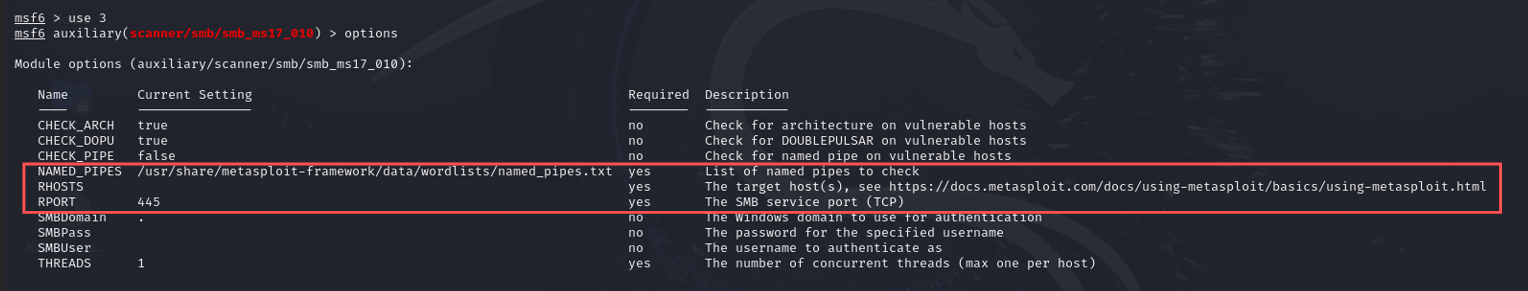 msf6 > use 3
msf6 auxiliary(scanner/smb/smb_ms17_010) > options
Module options (auxiliary/scanner/smb/smb_ms17_010):
Name Current Setting Required Description
CHECK_ARCH true no Check for architecture on vulnerable hosts
CHECK_DOPU true no Check for DOUBLEPULSAR on vulnerable hosts
CHECK_PIPE false no Check for named pipe on vulnerable hosts
NAMED_PIPES /usr/share/metasploit-framework/data/wordlists/named_pipes.txt yes List of named pipes to check
RHOSTS yes The target host(s), see https://docs.metasploit.com/docs/using-metasploit/basics/using-metasploit.html
RPORT 445 yes The SMB service port (TCP)
SMBDomain . no The Windows domain to use for authentication
SMBPass no The password for the specified username
SMBUser no The username to authenticate as
THREADS 1 yes The number of concurrent threads (max one per host)